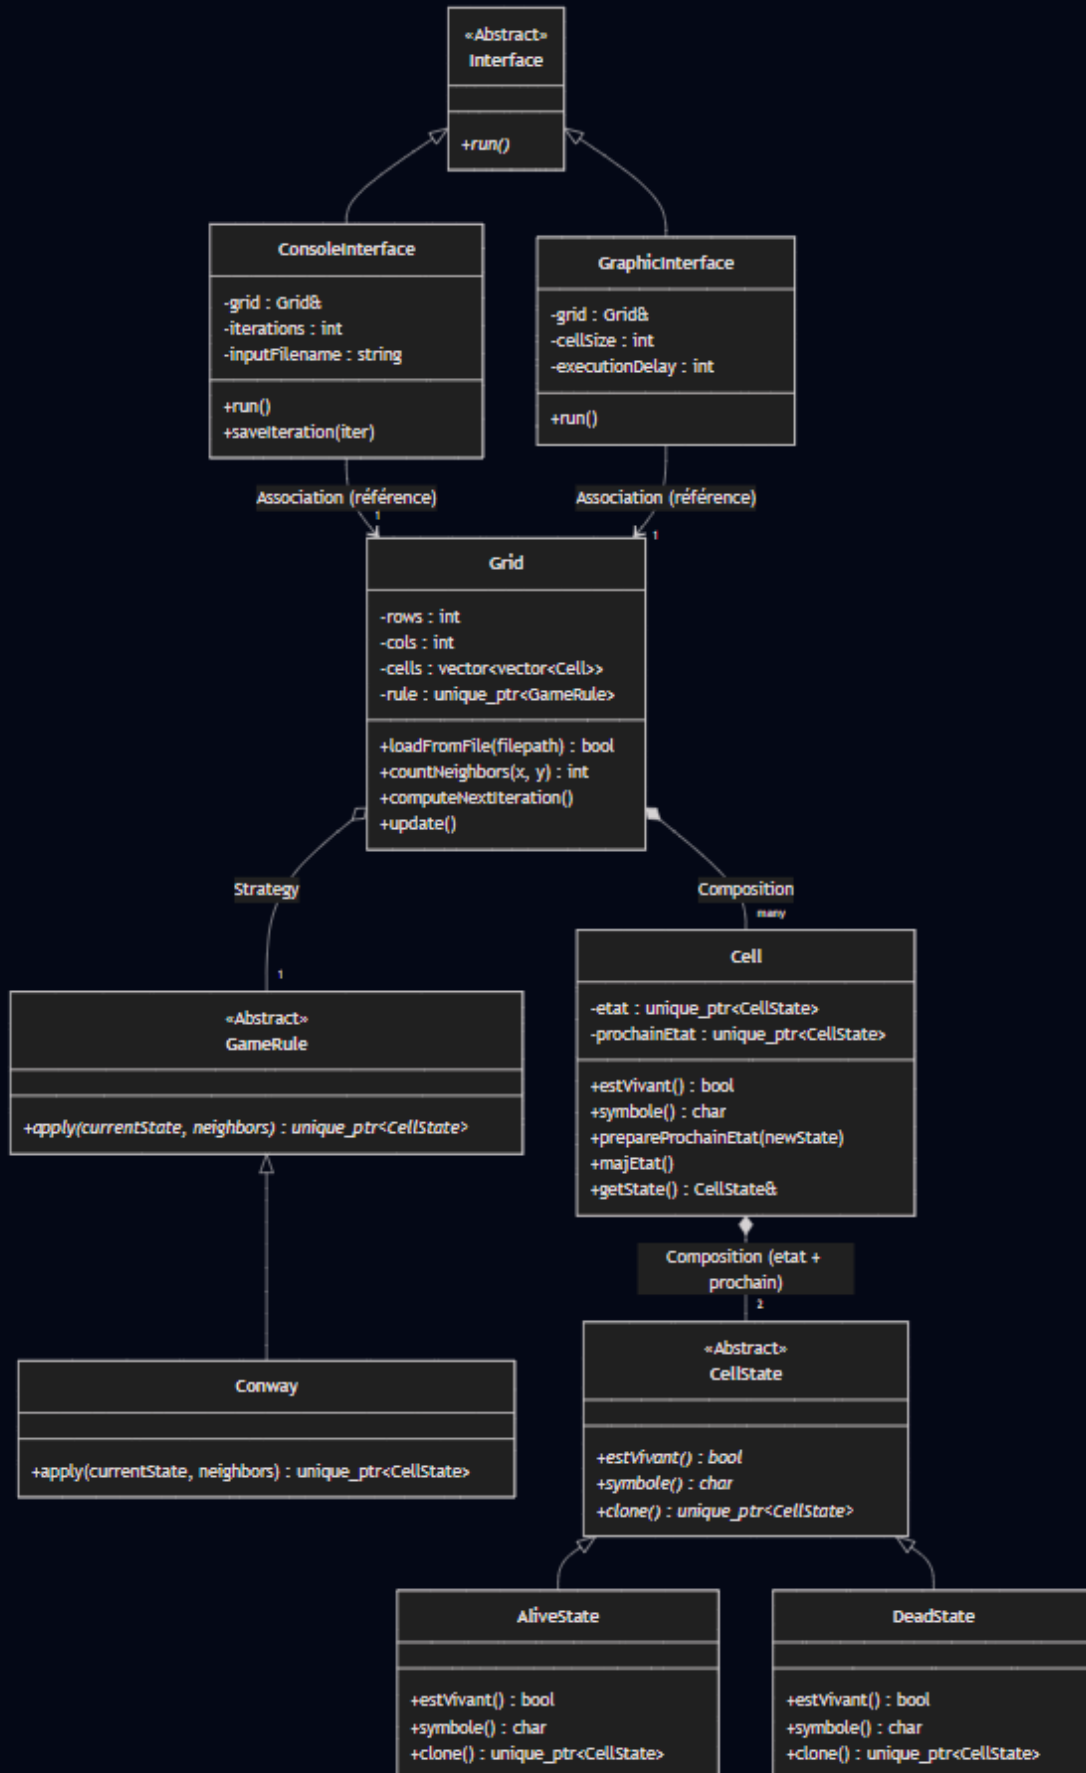 «Abstract»
Interface
+run()
ConsoleInterface
-grid : Grid&
-iterations : int
-inputFilename : string
+run()
+saveIteration(iter)
GraphicInterface
-grid : Grid&
-cellSize : int
-executionDelay : int
+run()
Association (référence)
1
Association (référence)
1
Grid
-rows : int
-cols : int
-cells : vector<vector<Cell>>
-rule : unique_ptr<GameRule>
+loadFromFile(filepath) : bool
+countNeighbors(x, y) : int
+computeNextIteration()
+update()
Strategy
1
Composition
many
«Abstract»
GameRule
+apply(currentState, neighbors) : unique_ptr<CellState>
Cell
-etat : unique_ptr<CellState>
-prochainEtat : unique_ptr<CellState>
+estVivant() : bool
+symbole() : char
+prepareProchainEtat(newState)
+majEtat()
+getState() : CellState&
Composition (etat +
prochain)
2
Conway
+apply(currentState, neighbors) : unique_ptr<CellState>
«Abstract»
CellState
+estVivant() : bool
+symbole() : char
+clone() : unique_ptr<CellState>
AliveState
+estVivant() : bool
+symbole() : char
+clone() : unique_ptr<CellState>
DeadState
+estVivant() : bool
+symbole() : char
+clone() : unique_ptr<CellState>